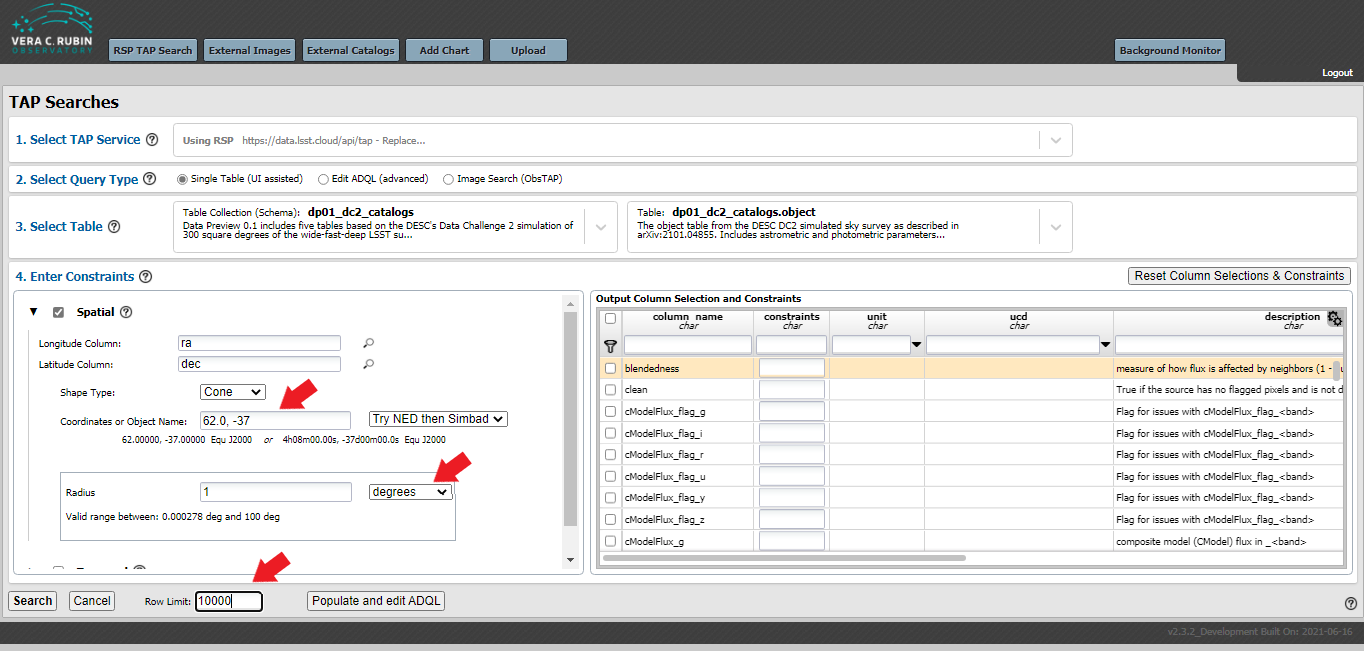 VERA C. RUBIN
OBSERVATORY
RSP TAP Search
External Images
External Catalogs
Add Chart
Upload
Background Monitor
Logout
TAP Searches
1. Select TAP Service
Using RSP https://data.lsst.cloud/api/tap - Replace...
2. Select Query Type
Single Table (UI assisted)
Edit ADQL (advanced)
Image Search (ObsTAP)
3. Select Table
Table Collection (Schema): dp01_dc2_catalogs
Data Preview 0.1 includes five tables based on the DESC's Data Challenge 2 simulation of
300 square degrees of the wide-fast-deep LSST su...
Table: dp01_dc2_catalogs.object
The object table from the DESC DC2 simulated sky survey as described in
arXiv:2101.04855. Includes astrometric and photometric parameters...
4. Enter Constraints
Reset Column Selections & Constraints
Spatial
Longitude Column: ra
Latitude Column: dec
Shape Type: Cone
Coordinates or Object Name: 62.0, -37 Try NED then Simbad
62.00000, -37.00000 Equ J2000 or 4h08m00.00s, -37d00m00.0s Equ J2000
Radius 1 degrees
Valid range between: 0.000278 deg and 100 deg
Output Column Selection and Constraints
column_name constraints unit ucd description
char char char char char
blendedness measure of how flux is affected by neighbors (1 -
clean True if the source has no flagged pixels and is not d
cModelFlux_flag_g Flag for issues with cModelFlux_flag_<band>
cModelFlux_flag_i Flag for issues with cModelFlux_flag_<band>
cModelFlux_flag_r Flag for issues with cModelFlux_flag_<band>
cModelFlux_flag_u Flag for issues with cModelFlux_flag_<band>
cModelFlux_flag_y Flag for issues with cModelFlux_flag_<band>
cModelFlux_flag_z Flag for issues with cModelFlux_flag_<band>
cModelFlux_g composite model (CModel) flux in _<band>
Search
Cancel
Row Limit: 10000
Populate and edit ADQL
v2.3.2_Development Built On: 2021-06-16